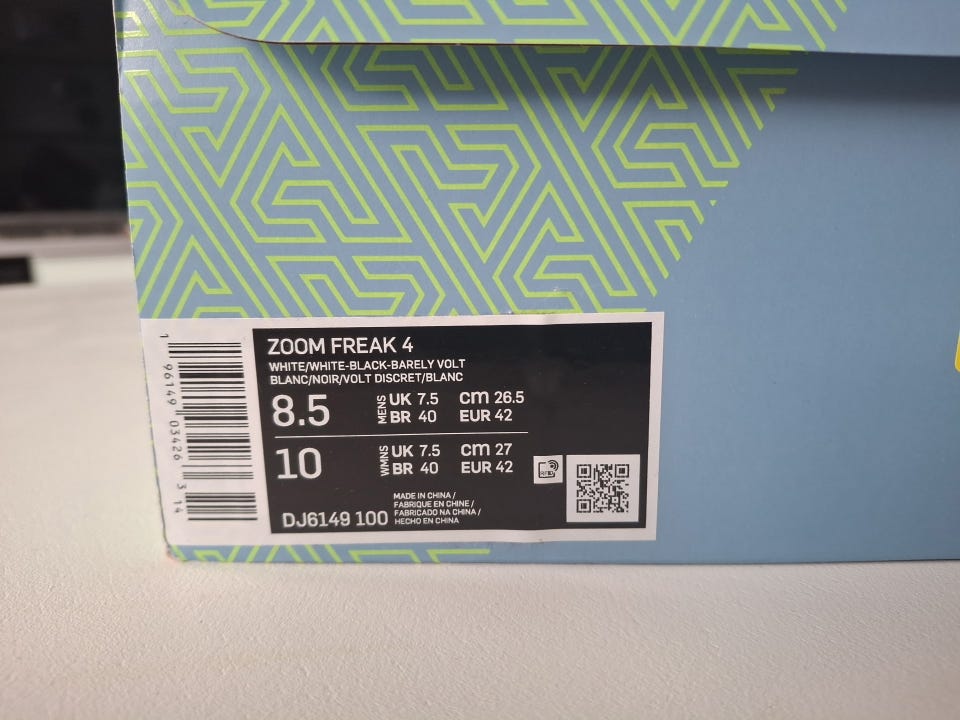 ZOOM FREAK 4
WHITE/WHITE-BLACK-BARELY VOLT
BLANC/NOIR/VOLT DISCRET/BLANC
8.5 MENS UK 7.5 cm 26.5
BR 40 EUR 42
10 WMNS UK 7.5 cm 27
BR 40 EUR 42
RFID
DJ6149 100
MADE IN CHINA /
FABRIQUE EN CHINE /
FABRICADO NA CHINA /
HECHO EN CHINA
1 96149 03426 3 14